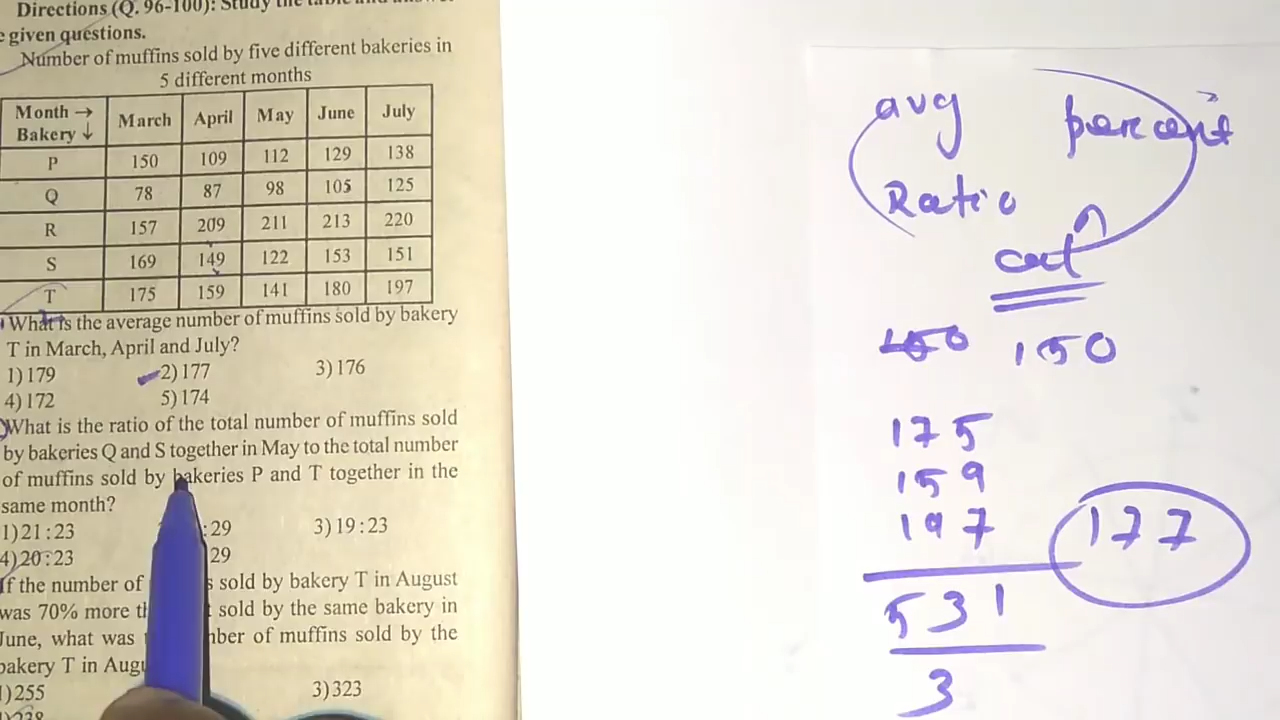 Directions (Q. 96-100): Study the table and answer
e given questions.
Number of muffins sold by five different bakeries in
5 different months
Month → March April May June July
Bakery ↓
P 150 109 112 129 138
Q 78 87 98 105 125
R 157 209 211 213 220
S 169 149 122 153 151
T 175 159 141 180 197
What is the average number of muffins sold by bakery
T in March, April and July?
1) 179 2) 177 3) 176
4) 172 5) 174
What is the ratio of the total number of muffins sold
by bakeries Q and S together in May to the total number
of muffins sold by bakeries P and T together in the
same month?
1) 21 : 23 : 29 3) 19 : 23
4) 20 : 23 29
If the number of s sold by bakery T in August
was 70% more th sold by the same bakery in
June, what was mber of muffins sold by the
bakery T in Augu
1) 255 3) 323
avg percent
Ratio
150
175
159
197 177
531
3